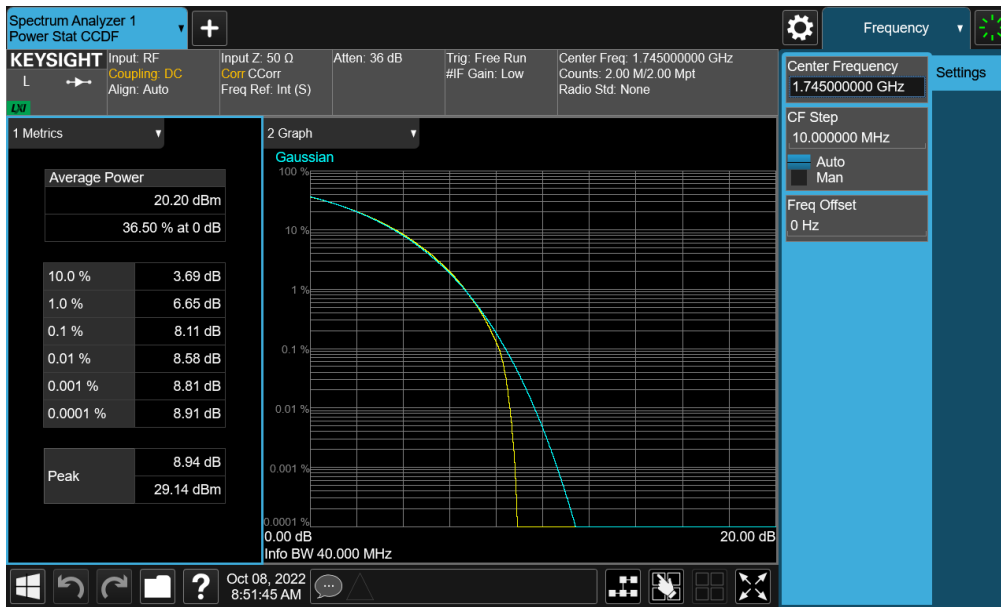 Spectrum Analyzer 1
Power Stat CCDF
+
Frequency
KEYSIGHT
L
LXI
Input: RF
Coupling: DC
Align: Auto
Input Z: 50 Ω
Corr CCorr
Freq Ref: Int (S)
Atten: 36 dB
Trig: Free Run
#IF Gain: Low
Center Freq: 1.745000000 GHz
Counts: 2.00 M/2.00 Mpt
Radio Std: None
Center Frequency
1.745000000 GHz
Settings
CF Step
10.000000 MHz
Auto
Man
Freq Offset
0 Hz
1 Metrics
Average Power
20.20 dBm
36.50 % at 0 dB
10.0 % 3.69 dB
1.0 % 6.65 dB
0.1 % 8.11 dB
0.01 % 8.58 dB
0.001 % 8.81 dB
0.0001 % 8.91 dB
Peak
8.94 dB
29.14 dBm
2 Graph
Gaussian
100 %
10 %
1 %
0.1 %
0.01 %
0.001 %
0.0001 %
0.00 dB 20.00 dB
Info BW 40.000 MHz
?
Oct 08, 2022
8:51:45 AM